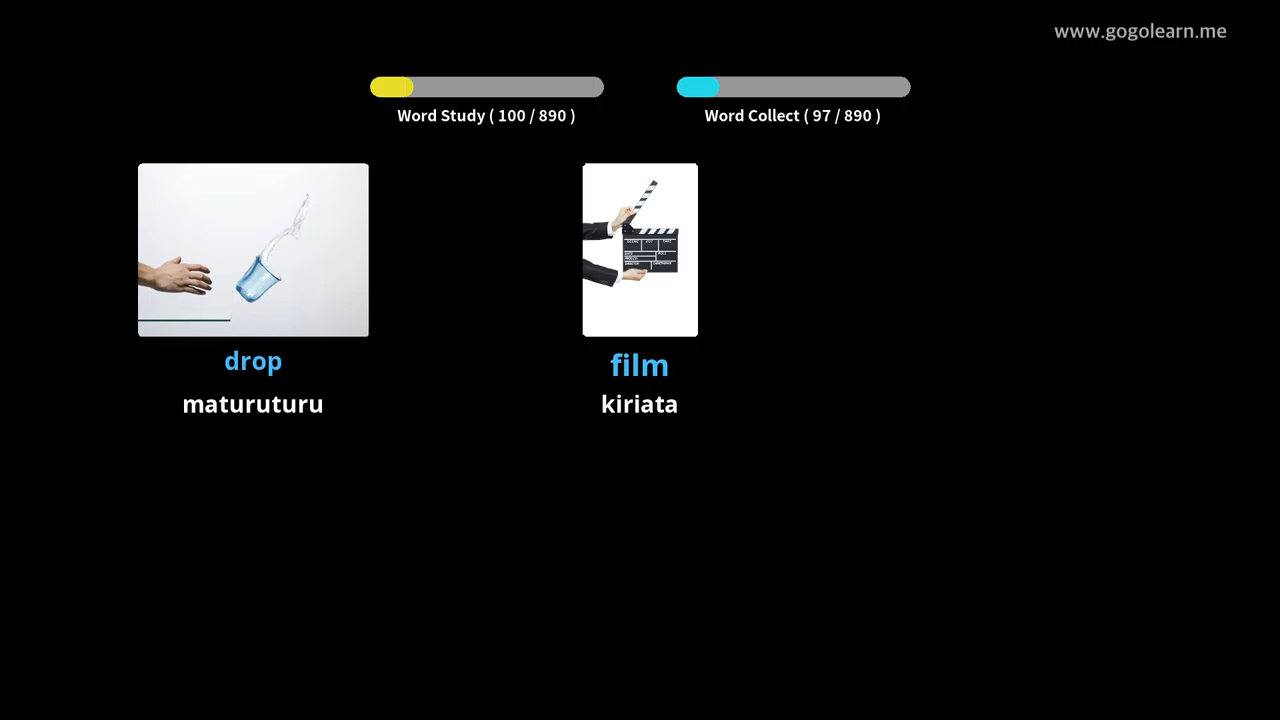 www.gogolearn.me
Word Study ( 100 / 890 )
Word Collect ( 97 / 890 )
drop
maturuturu
film
kiriata